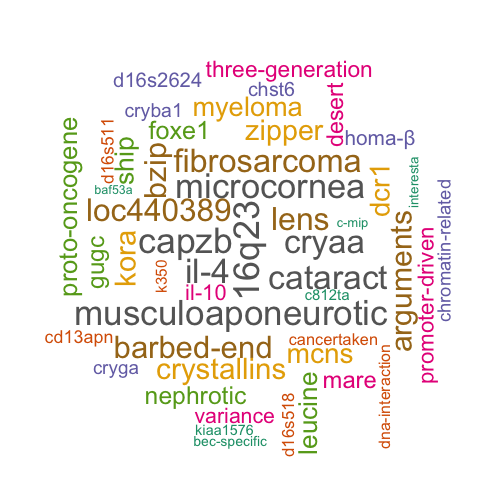 three-generation
d16s2624
chst6
desert
cryba1
myeloma
foxe1
zipper
homa-β
proto-oncogene
d16s511
ship
bzip
fibrosarcoma
dcr1
interesta
baf53a
microcornea
chromatin-related
loc440389
lens
c-mip
arguments
gugc
kora
capzb
16q23
cryaa
promoter-driven
il-4
cataract
k350
il-10
c812ta
musculoaponeurotic
cd13apn
barbed-end
cancertaken
mcns
dna-interaction
cryga
crystallins
mare
nephrotic
leucine
d16s518
variance
kiaa1576
bec-specific